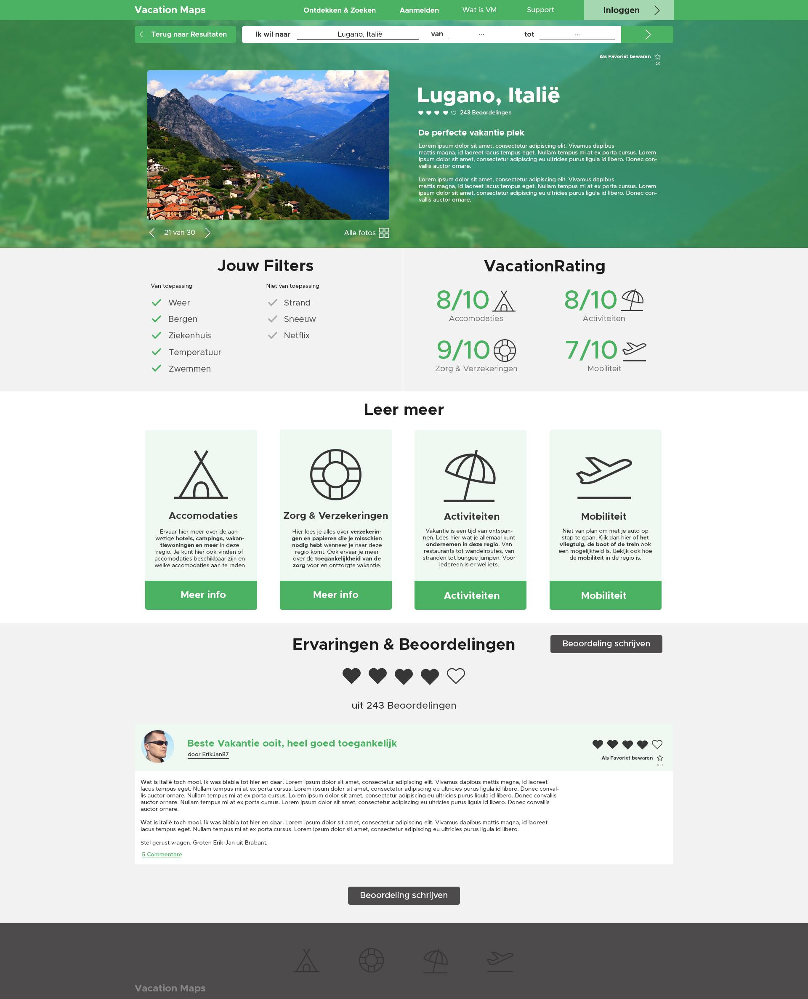 Vacation Maps
Ontdekken & Zoeken
Aanmelden
Wat is VM
Support
Inloggen
Terug naar Resultaten
Ik wil naar
Lugano, Italië
van
...
tot
...
Als Favoriet bewaren
2K
Lugano, Italië
243 Beoordelingen
De perfecte vakantie plek
Lorem ipsum dolor sit amet, consectetur adipiscing elit. Vivamus dapibus
mattis magna, id laoreet lacus tempus eget. Nullam tempus mi at ex porta cursus. Lorem
ipsum dolor sit amet, consectetur adipiscing eu ultricies purus ligula id libero. Donec con-
vallis auctor ornare.
Lorem ipsum dolor sit amet, consectetur adipiscing elit. Vivamus dapibus
mattis magna, id laoreet lacus tempus eget. Nullam tempus mi at ex porta cursus. Lorem
ipsum dolor sit amet, consectetur adipiscing eu ultricies purus ligula id libero. Donec con-
vallis auctor ornare.
21 van 30
Alle fotos
Jouw Filters
Van toepassing
Weer
Bergen
Ziekenhuis
Temperatuur
Zwemmen
Niet van toepassing
Strand
Sneeuw
Netflix
VacationRating
8/10
Accomodaties
8/10
Activiteiten
9/10
Zorg & Verzekeringen
7/10
Mobiliteit
Leer meer
Accomodaties
Ervaar hier meer over de aan-
wezige hotels, campings, vakan-
tiewoningen en meer in deze
regio. Je kunt hier ook vinden of
accomodaties beschikbaar zijn en
welke accomodaties aan te raden
Meer info
Zorg & Verzekeringen
Hier lees je alles over verzekerin-
gen en papieren die je misschien
nodig hebt wanneer je naar deze
regio komt. Ook ervaar je meer
over de toegankelijkheid van de
zorg voor en ontzorgte vakantie.
Meer info
Activiteiten
Vakantie is een tijd van ontspan-
nen. Lees hier wat je allemaal kunt
ondernemen in deze regio. Van
restaurants tot wandelroutes, van
stranden tot bungee jumpen. Voor
iedereen is er wel iets.
Activiteiten
Mobiliteit
Niet van plan om met je auto op
stap te gaan. Kijk dan hier of het
vliegtuig, de boot of de trein ook
een mogelijkheid is. Bekijk ook hoe
de mobiliteit in de regio is.
Mobiliteit
Ervaringen & Beoordelingen
Beoordeling schrijven
uit 243 Beoordelingen
Beste Vakantie ooit, heel goed toegankelijk
door ErikJan87
Als Favoriet bewaren
100
Wat is italië toch mooi. Ik was blabla tot hier en daar. Lorem ipsum dolor sit amet, consectetur adipiscing elit. Vivamus dapibus mattis magna, id laoreet
lacus tempus eget. Nullam tempus mi at ex porta cursus. Lorem ipsum dolor sit amet, consectetur adipiscing eu ultricies purus ligula id libero. Donec conval-
lis auctor ornare. Nullam tempus mi at ex porta cursus. Lorem ipsum dolor sit amet, consectetur adipiscing eu ultricies purus ligula id libero. Donec convallis
auctor ornare. Nullam tempus mi at ex porta cursus. Lorem ipsum dolor sit amet, consectetur adipiscing eu ultricies purus ligula id libero. Donec convallis
auctor ornare.
Wat is italië toch mooi. Ik was blabla tot hier en daar. Lorem ipsum dolor sit amet, consectetur adipiscing elit. Vivamus dapibus mattis magna, id laoreet
lacus tempus eget. Nullam tempus mi at ex porta cursus. Lorem ipsum dolor sit amet, consectetur adipiscing eu ultricies purus ligula id libero.
Stel gerust vragen. Groten Erik-Jan uit Brabant.
5 Commentare
Beoordeling schrijven
Vacation Maps